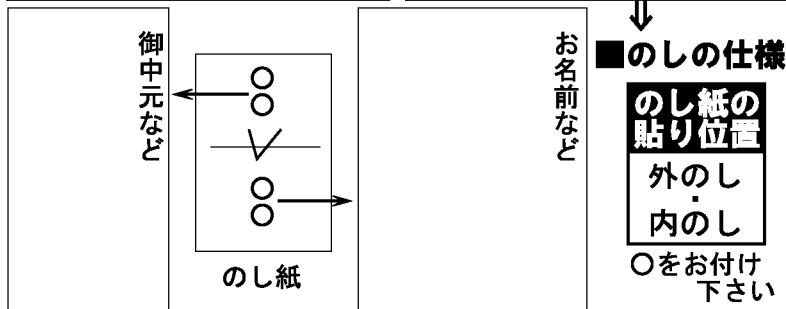 御中元など
○○
○○
のし紙
お名前など
■のしの仕様
のし紙の
貼り位置
外のし
・
内のし
○をお付け
下さい